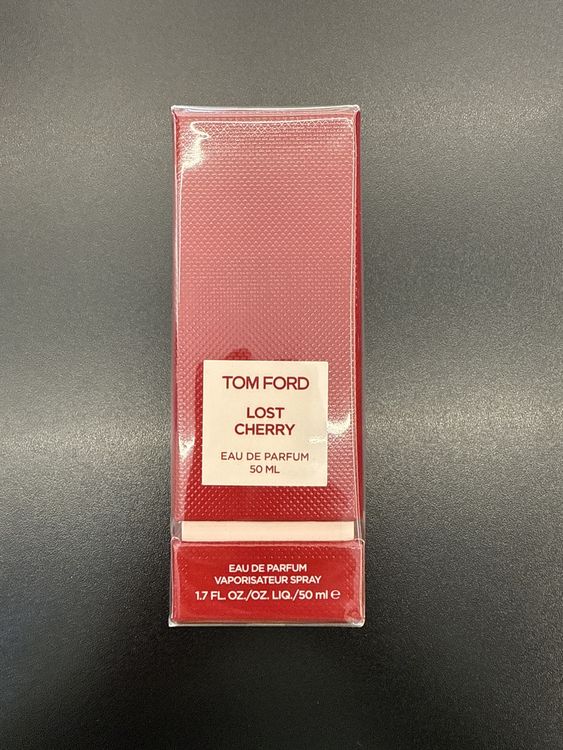 TOM FORD
LOST
CHERRY
EAU DE PARFUM
50 ML
EAU DE PARFUM
VAPORISATEUR SPRAY
1.7 FL. OZ./OZ. LIQ./50 ml ℮